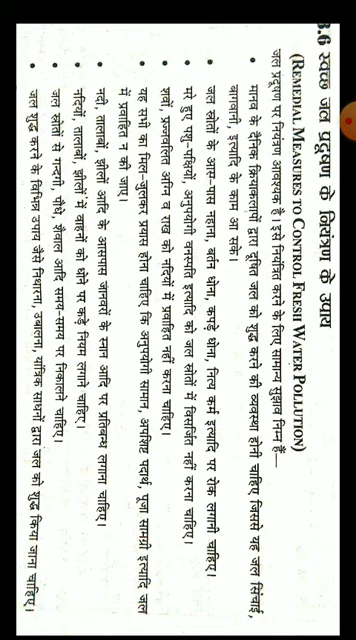 3.6 स्वच्छ जल प्रदूषण के नियंत्रण के उपाय
(REMEDIAL MEASURES TO CONTROL FRESH WATER POLLUTION)
जल प्रदूषण पर नियंत्रण आवश्यक है। इसे नियंत्रित करने के लिए सामान्य सुझाव निम्न हैं—
• मानव के दैनिक क्रियाकलापों द्वारा दूषित जल को शुद्ध करने की व्यवस्था होनी चाहिए जिससे यह जल सिंचाई,
बागवानी, इत्यादि के काम आ सके।
• जल स्रोतों के आस-पास नहाना, बर्तन धोना, कपड़े धोना, नित्य कर्म इत्यादि पर रोक लगानी चाहिए।
• मरे हुए पशु-पक्षियों, अनुपयोगी वनस्पति इत्यादि को जल स्रोतों में विसर्जित नहीं करना चाहिए।
• शवों, प्रज्जवलित अग्नि व राख को नदियों में प्रवाहित नहीं करना चाहिए।
• यह सभी का मिल-जुलकर प्रयास होना चाहिए कि अनुपयोगी सामान, अपशिष्ट पदार्थ, पूजा सामग्री इत्यादि जल
में प्रवाहित न की जाए।
• नदी, तालाबों, झीलों आदि के आसपास जानवरों के स्नान आदि पर प्रतिबन्ध लगाना चाहिए।
• नदियों, तालाबों, झीलों में वाहनों को धोने पर कड़े नियम लगाने चाहिए।
• जल स्रोतों से गन्दगी, पौधे, शैवाल आदि समय-समय पर निकालने चाहिए।
• जल शुद्ध करने के विभिन्न उपाय जैसे निथारना, उबालना, यांत्रिक साधनों द्वारा जल को शुद्ध किया जाना चाहिए।